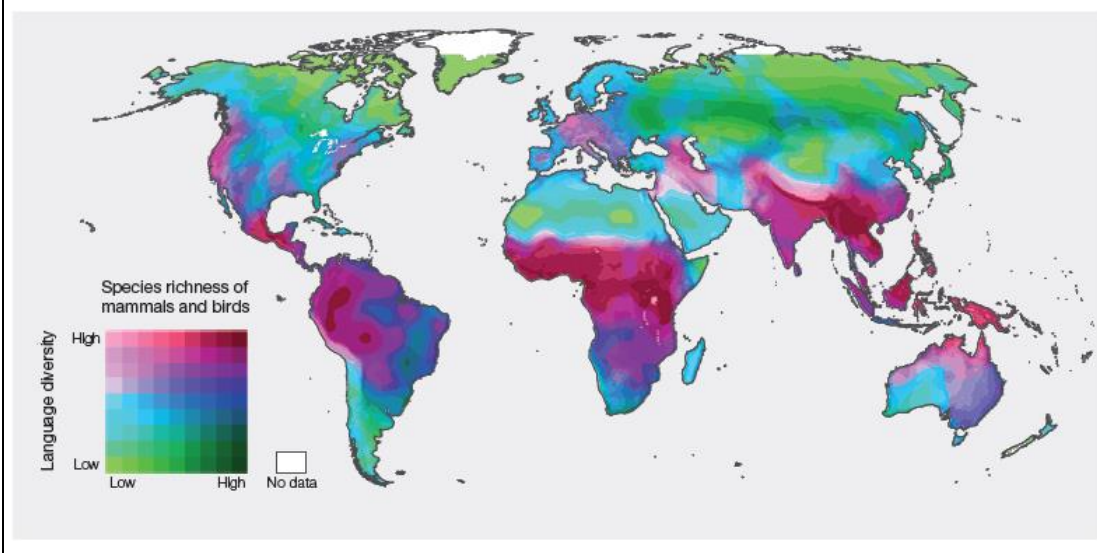 Species richness of
mammals and birds
High
Language diversity
Low
Low
High
No data